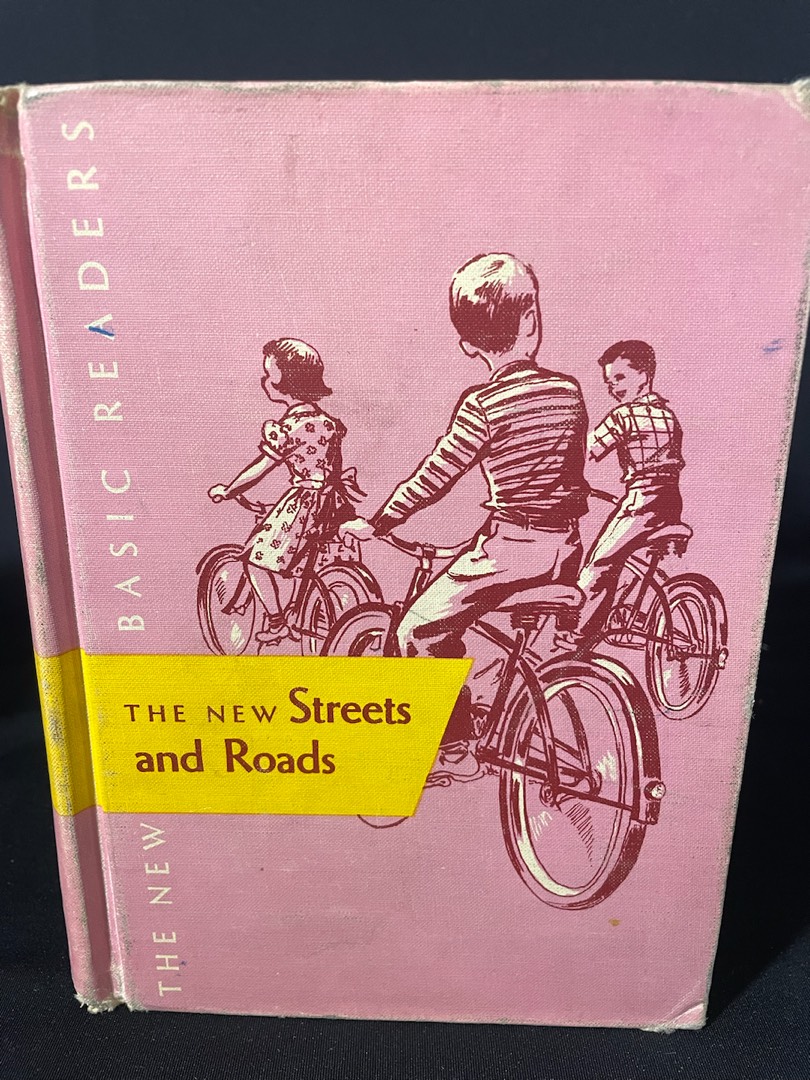 THE NEW BASIC READERS
THE NEW Streets
and Roads